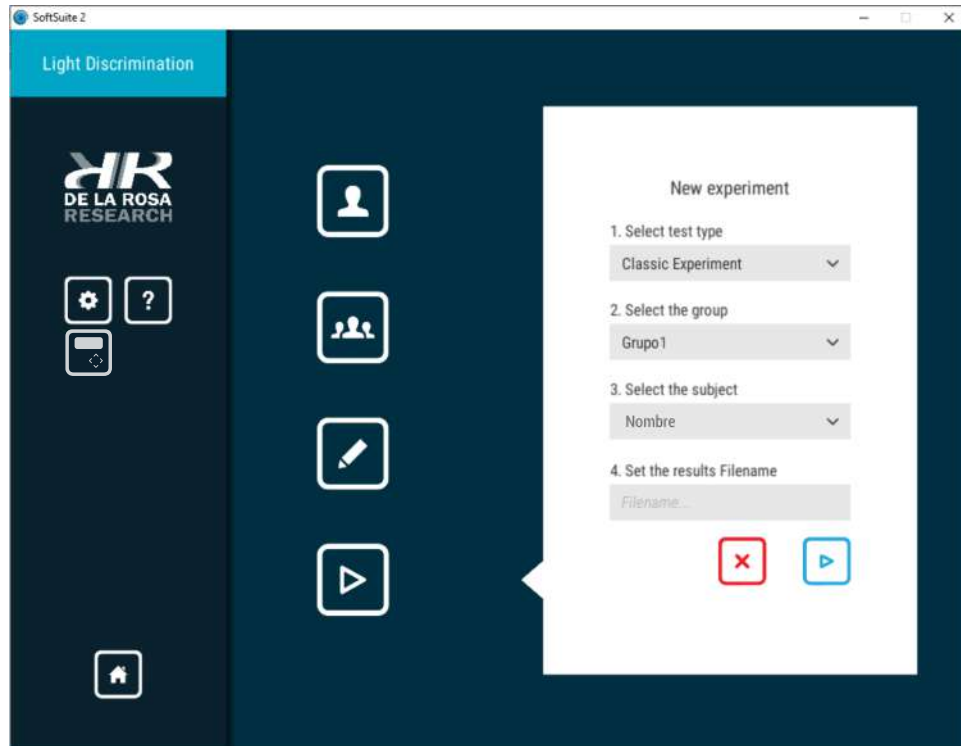 SoftSuite 2
Light Discrimination
DE LA ROSA
RESEARCH
?
New experiment
1. Select test type
Classic Experiment
2. Select the group
Grupo1
3. Select the subject
Nombre
4. Set the results Filename
Filename...